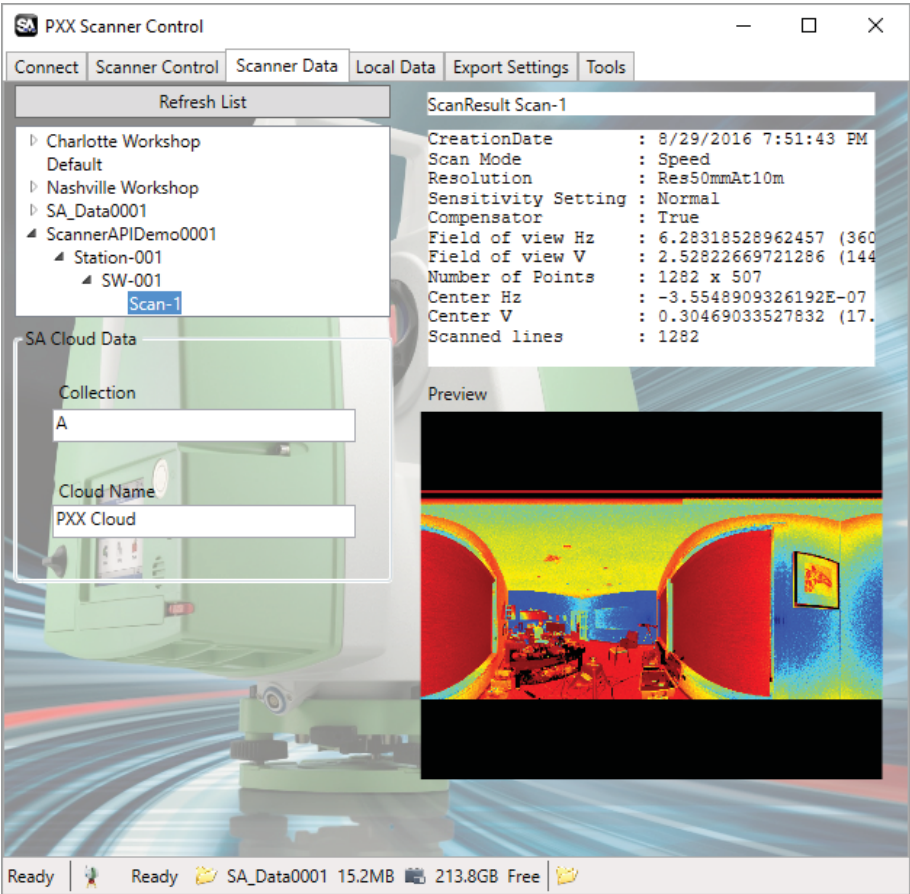 SA PXX Scanner Control
Connect Scanner Control Scanner Data Local Data Export Settings Tools
Refresh List
Charlotte Workshop
Default
Nashville Workshop
SA_Data0001
ScannerAPIDemo0001
Station-001
SW-001
Scan-1
SA Cloud Data
Collection
A
Cloud Name
PXX Cloud
ScanResult Scan-1
CreationDate : 8/29/2016 7:51:43 PM
Scan Mode : Speed
Resolution : Res50mmAt10m
Sensitivity Setting : Normal
Compensator : True
Field of view Hz : 6.28318528962457 (360
Field of view V : 2.52822669721286 (144
Number of Points : 1282 x 507
Center Hz : -3.5548909326192E-07
Center V : 0.30469033527832 (17.
Scanned lines : 1282
Preview
Ready Ready SA_Data0001 15.2MB 213.8GB Free